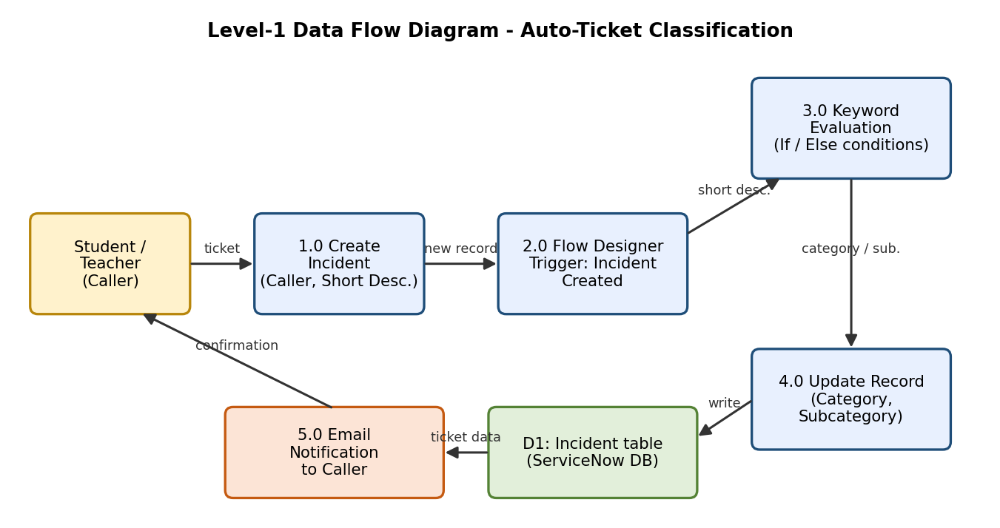 Level-1 Data Flow Diagram - Auto-Ticket Classification
3.0 Keyword
Evaluation
(If / Else conditions)
short desc.
Student /
Teacher
(Caller)
ticket
1.0 Create
Incident
(Caller, Short Desc.)
new record
2.0 Flow Designer
Trigger: Incident
Created
category / sub.
confirmation
4.0 Update Record
(Category,
Subcategory)
write
5.0 Email
Notification
to Caller
ticket data
D1: Incident table
(ServiceNow DB)